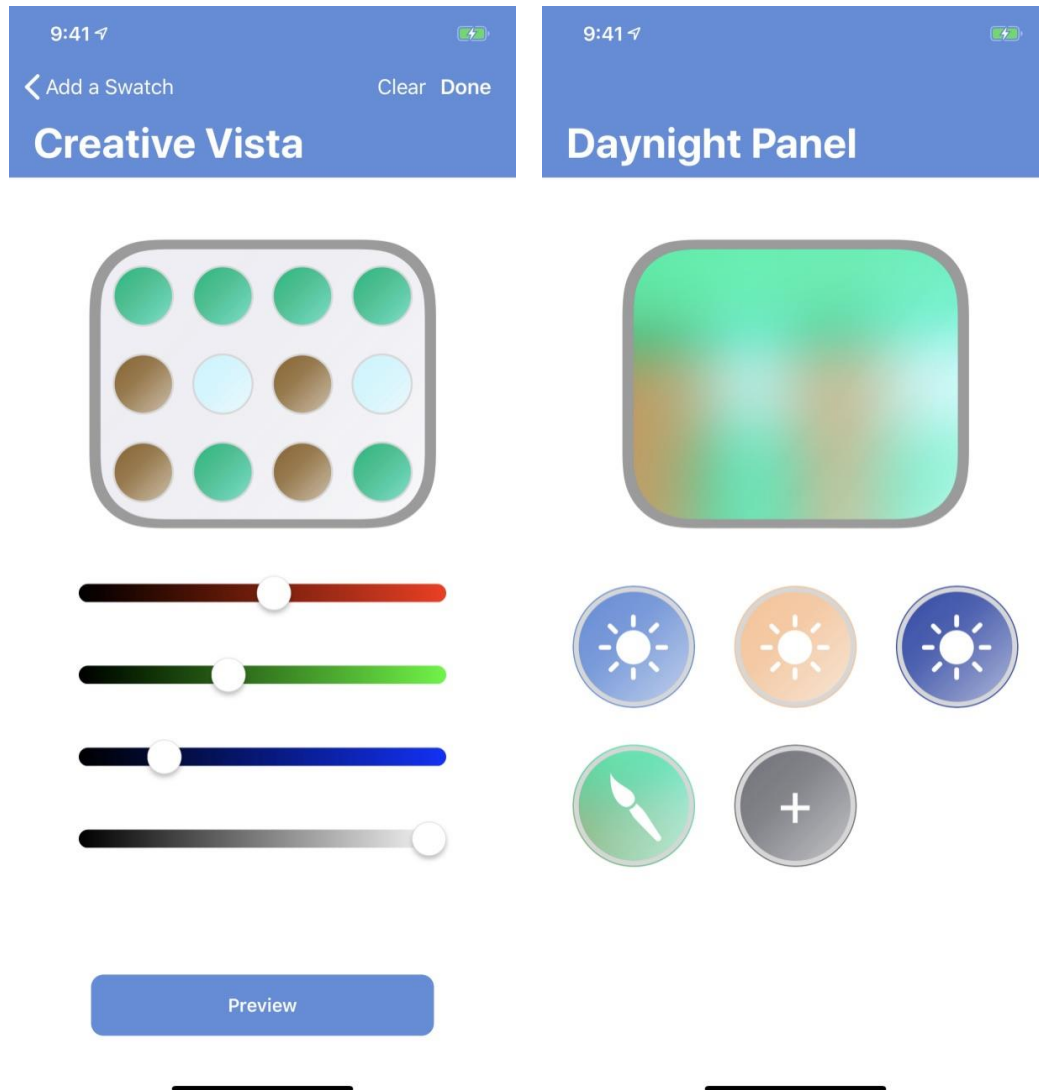 9:41
Add a Swatch
Clear Done
Creative Vista
Preview
9:41
Daynight Panel